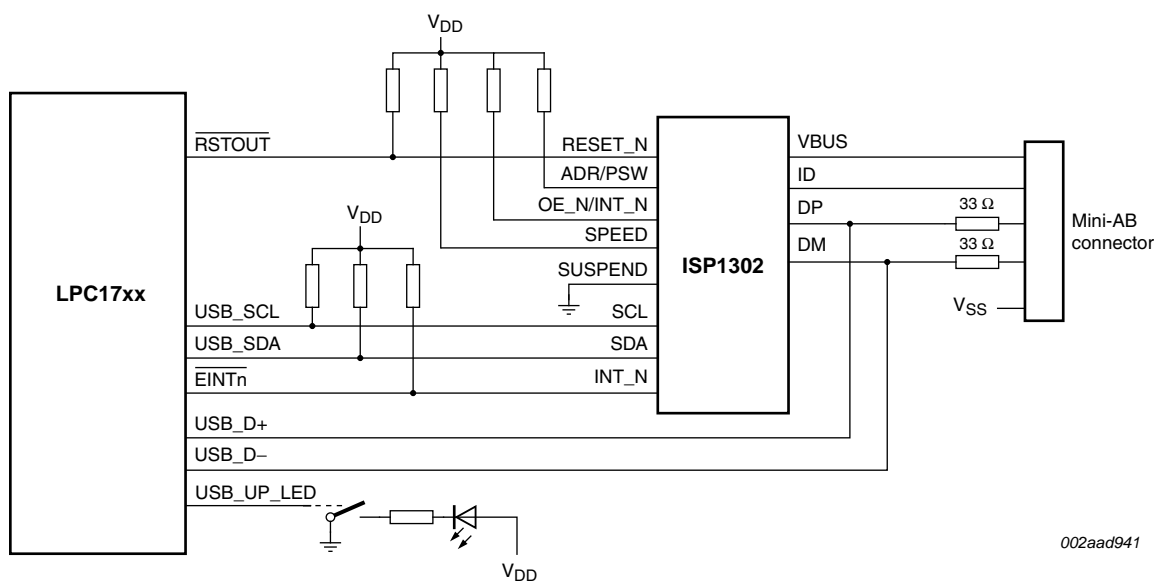 VDD
RSTOUT
RESET_N
VBUS
ADR/PSW
ID
OE_N/INT_N
DP
33 Ω
VDD
SPEED
DM
33 Ω
Mini-AB
connector
SUSPEND
ISP1302
LPC17xx
USB_SCL
SCL
VSS
USB_SDA
SDA
EINTn
INT_N
USB_D+
USB_D−
USB_UP_LED
VDD
002aad941